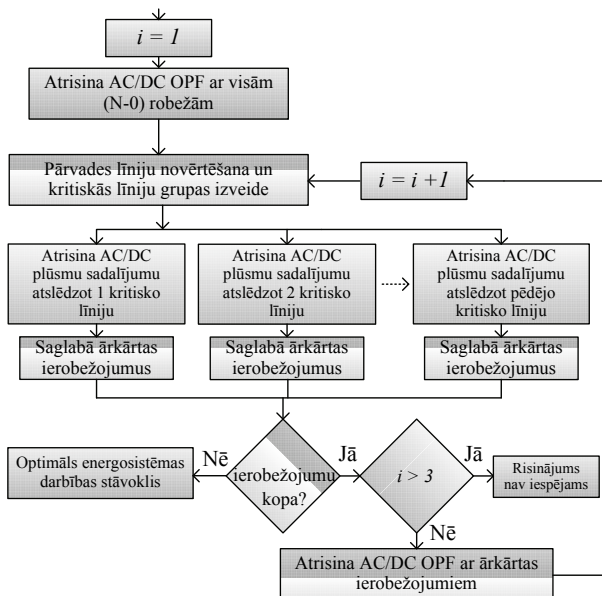 i = 1
Atrisina AC/DC OPF ar visām
(N-0) robežām
Pārvades līniju novērtēšana un
kritiskās līniju grupas izveide
i = i +1
Atrisina AC/DC
plūsmu sadalījumu
atslēdzot 1 kritisko
līniju
Atrisina AC/DC
plūsmu sadalījumu
atslēdzot 2 kritisko
līniju
Atrisina AC/DC
plūsmu sadalījumu
atslēdzot pēdējo
kritisko līniju
Saglabā ārkārtas
ierobežojumus
Saglabā ārkārtas
ierobežojumus
Saglabā ārkārtas
ierobežojumus
Optimāls energosistēmas
darbības stāvoklis
Nē
ierobežojumu
kopa?
Jā
i > 3
Jā
Risinājums
nav iespējams
Nē
Atrisina AC/DC OPF ar ārkārtas
ierobežojumiem